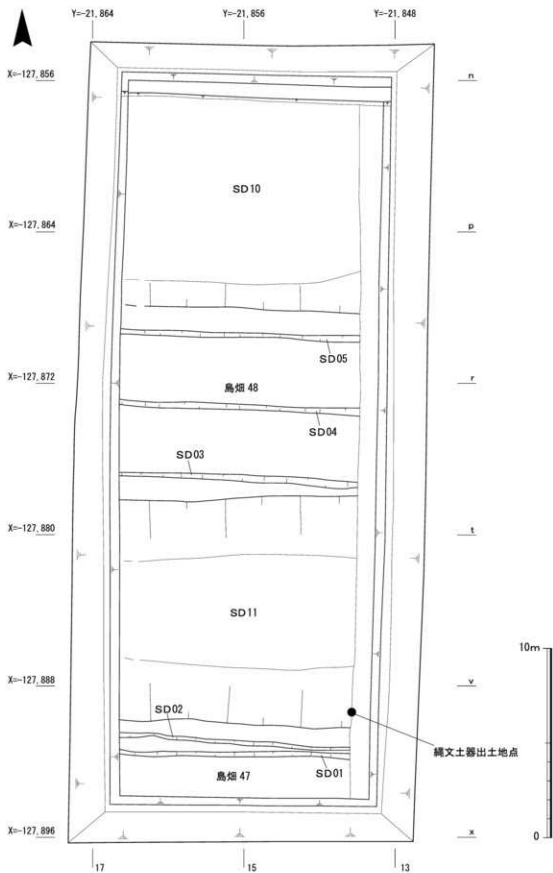 Y=-21,864
Y=-21,856
Y=-21,848
X=-127,856
n
SD10
X=-127,864
p
SD05
X=-127,872
島畑 48
r
SD04
SD03
X=-127,880
t
SD11
10m
X=-127,888
v
SD02
縄文土器出土地点
島畑 47
SD01
X=-127,896
0
x
17
15
13